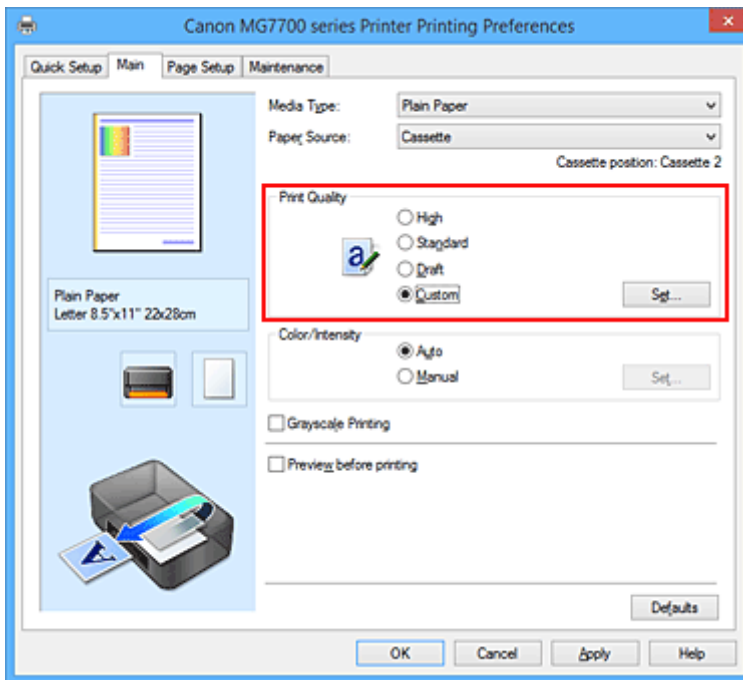 Canon MG7700 series Printer Printing Preferences
Quick Setup Main Page Setup Maintenance
Media Type: Plain Paper
Paper Source: Cassette
Cassette position: Cassette 2
Print Quality
High
Standard
Draft
Custom Set...
a
Plain Paper
Letter 8.5"x11" 22x28cm
Color/Intensity
Auto
Manual Set...
Grayscale Printing
Preview before printing
A
Defaults
OK Cancel Apply Help